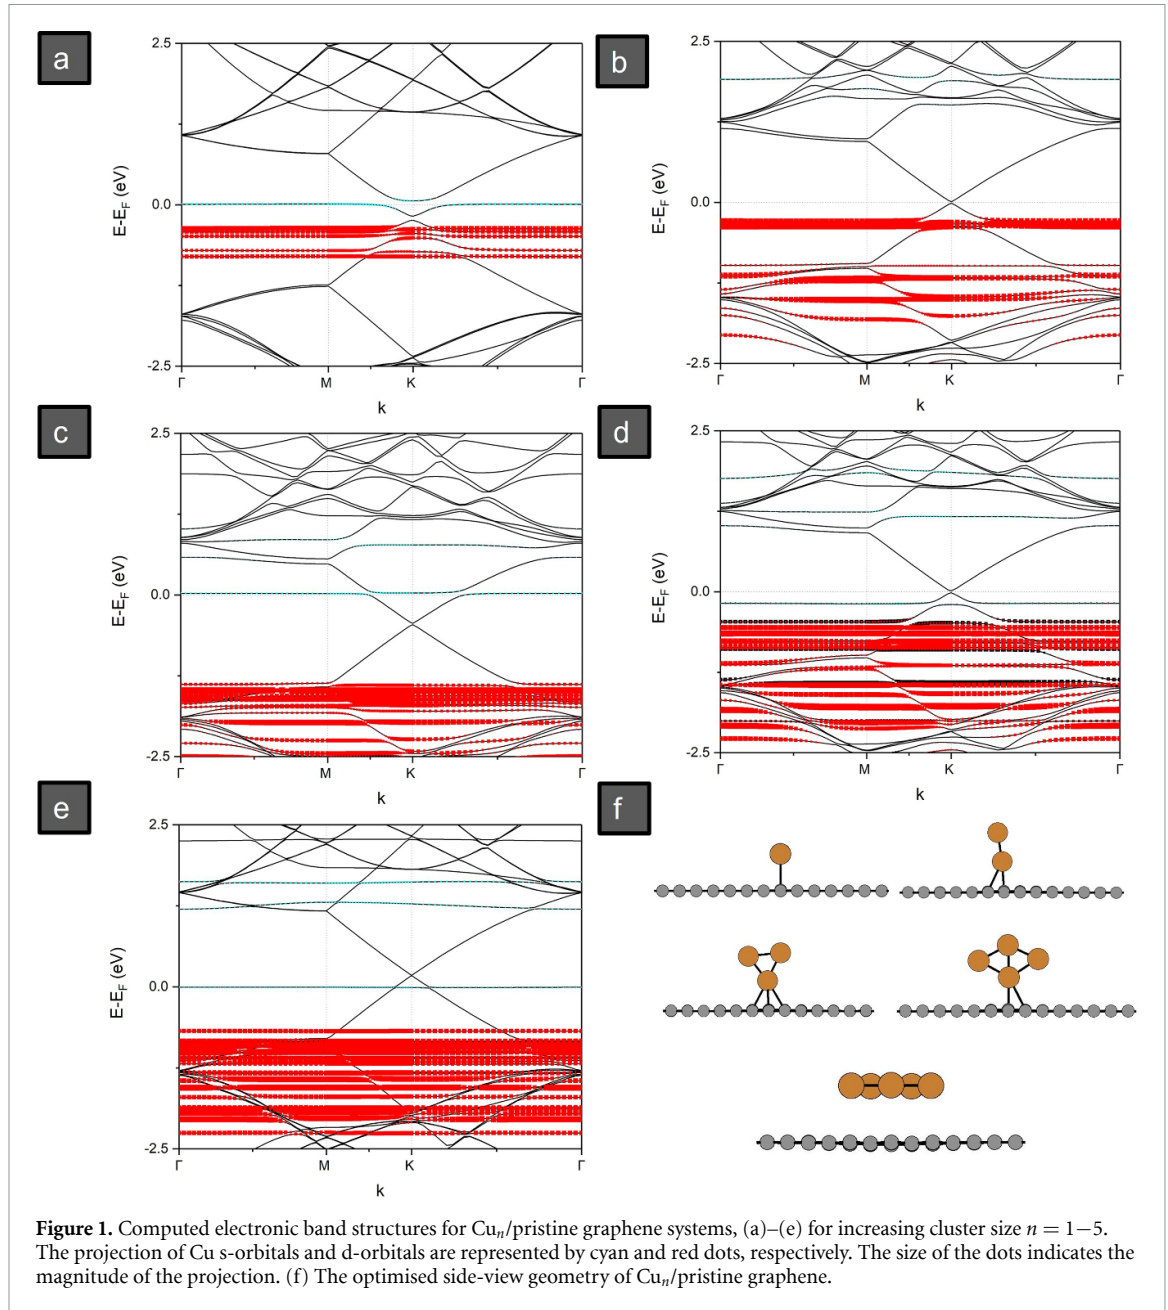 a
2.5
0.0
-2.5
E-E_F (eV)
Γ M K Γ
k
b
2.5
0.0
-2.5
E-E_F (eV)
Γ M K Γ
k
c
2.5
0.0
-2.5
E-E_F (eV)
Γ M K Γ
k
d
2.5
0.0
-2.5
E-E_F (eV)
Γ M K Γ
k
e
2.5
0.0
-2.5
E-E_F (eV)
Γ M K Γ
k
f
Figure 1. Computed electronic band structures for Cu_n/pristine graphene systems, (a)–(e) for increasing cluster size n = 1−5.
The projection of Cu s-orbitals and d-orbitals are represented by cyan and red dots, respectively. The size of the dots indicates the
magnitude of the projection. (f) The optimised side-view geometry of Cu_n/pristine graphene.